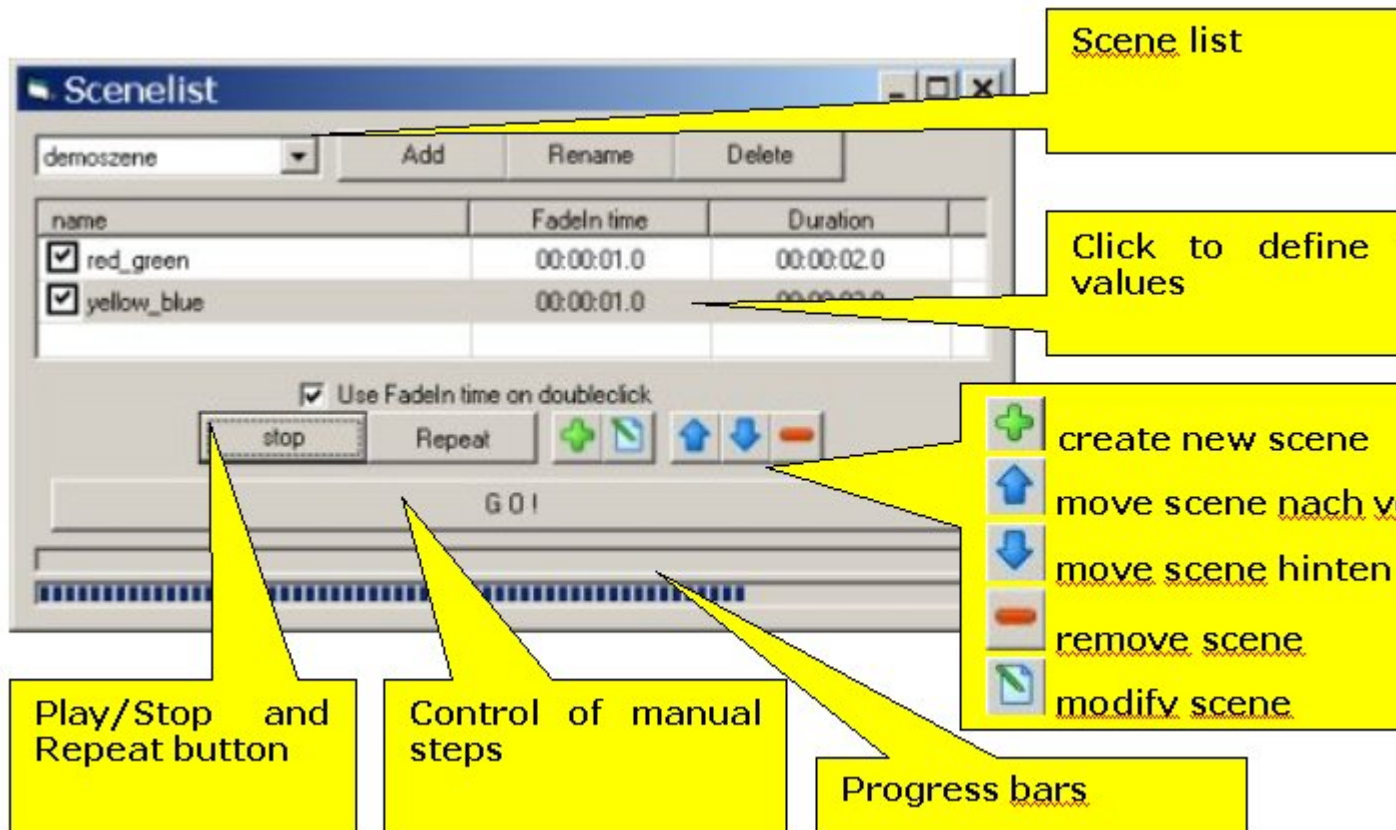 Scene list
Scenelist
demoszene
Add Rename Delete
name FadeIn time Duration
red_green 00:00:01.0 00:00:02.0
yellow_blue 00:00:01.0
Click to define
values
Use FadeIn time on doubleclick
stop Repeat
G O !
create new scene
move scene nach
move scene hinten
remove scene
modify scene
Play/Stop and
Repeat button
Control of manual
steps
Progress bars